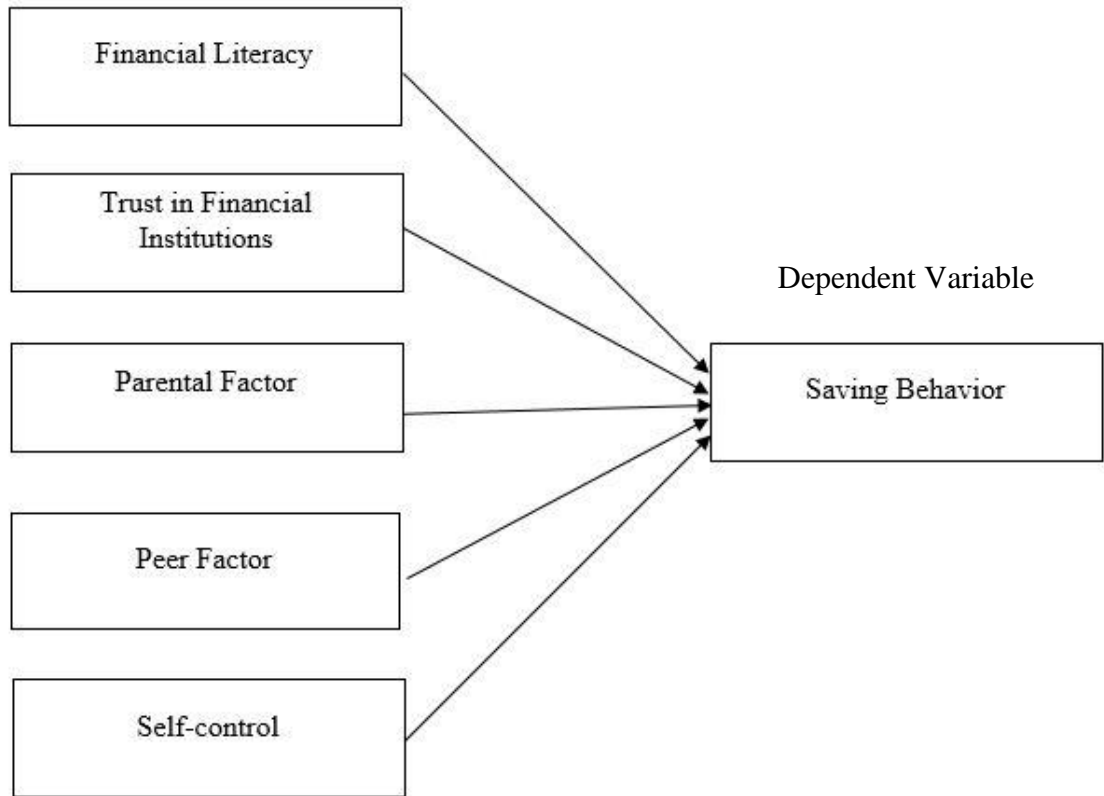 Financial Literacy
Trust in Financial
Institutions
Dependent Variable
Parental Factor
Saving Behavior
Peer Factor
Self-control